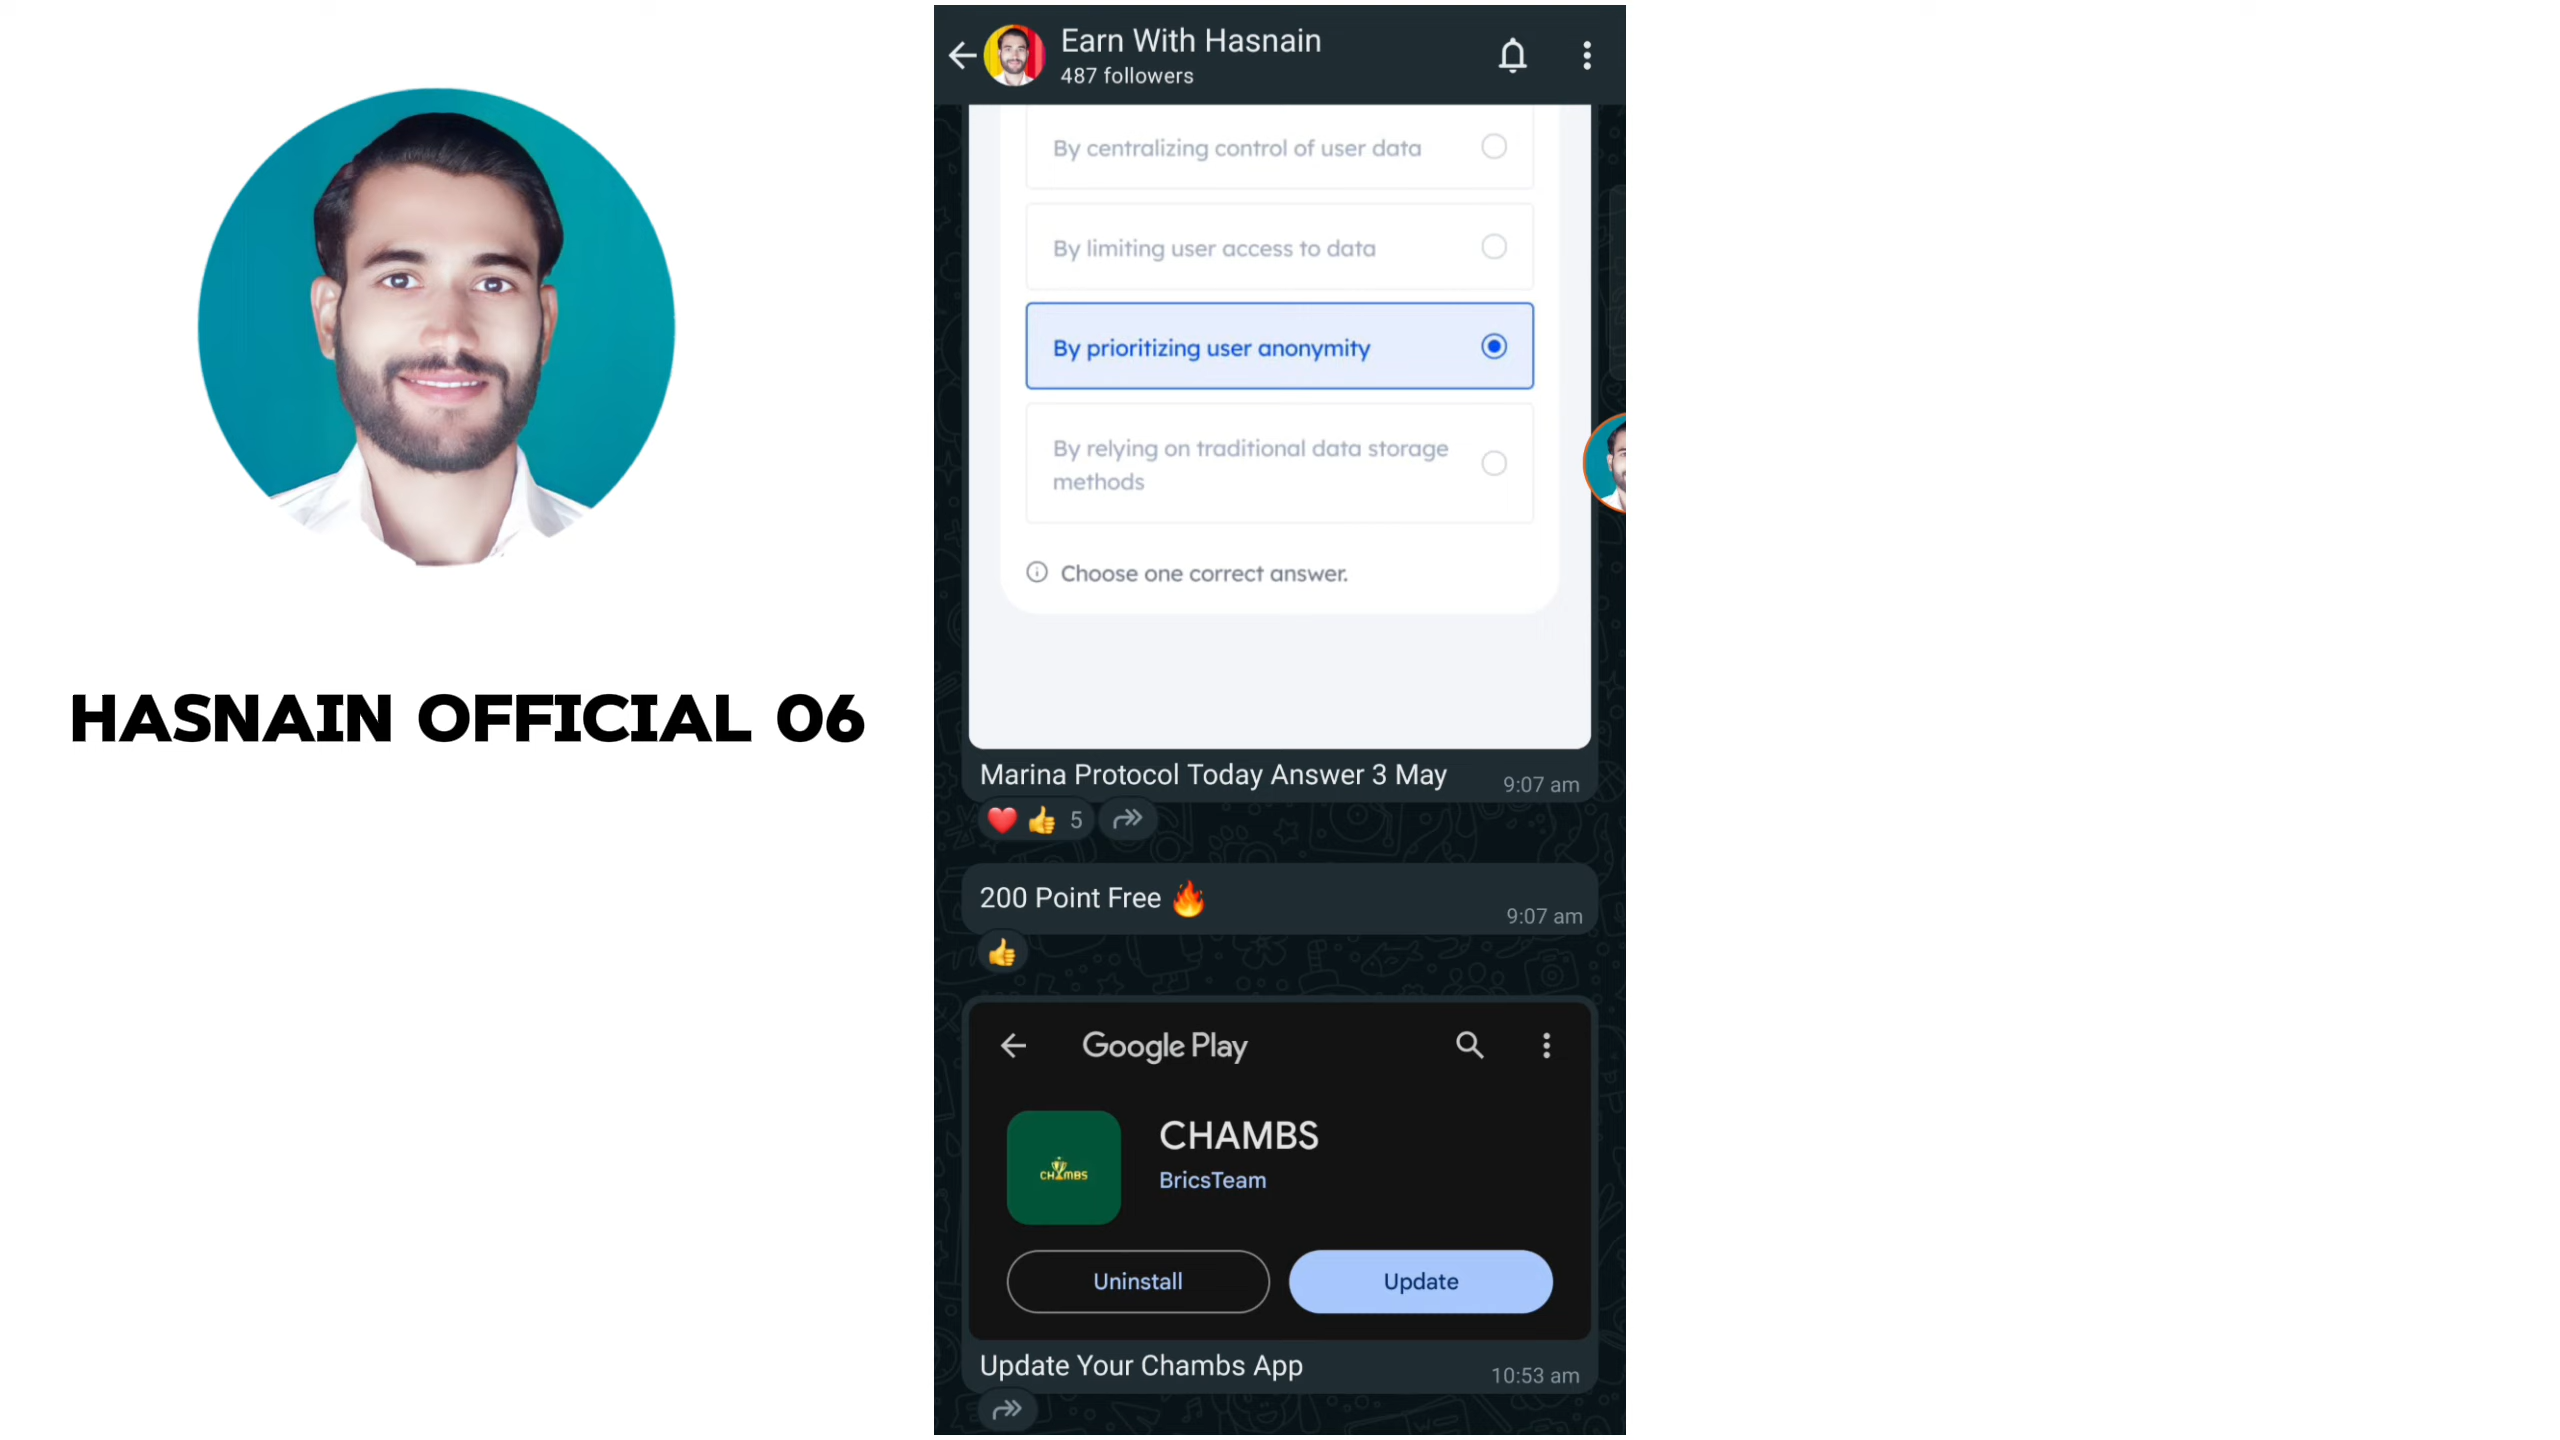 HASNAIN OFFICIAL 06
Earn With Hasnain
487 followers
By centralizing control of user data
By limiting user access to data
By prioritizing user anonymity
By relying on traditional data storage
methods
Choose one correct answer.
Marina Protocol Today Answer 3 May
9:07 am
5
200 Point Free 🔥
9:07 am
Google Play
CHAMBS
CHAMBS
BricsTeam
Uninstall
Update
Update Your Chambs App
10:53 am